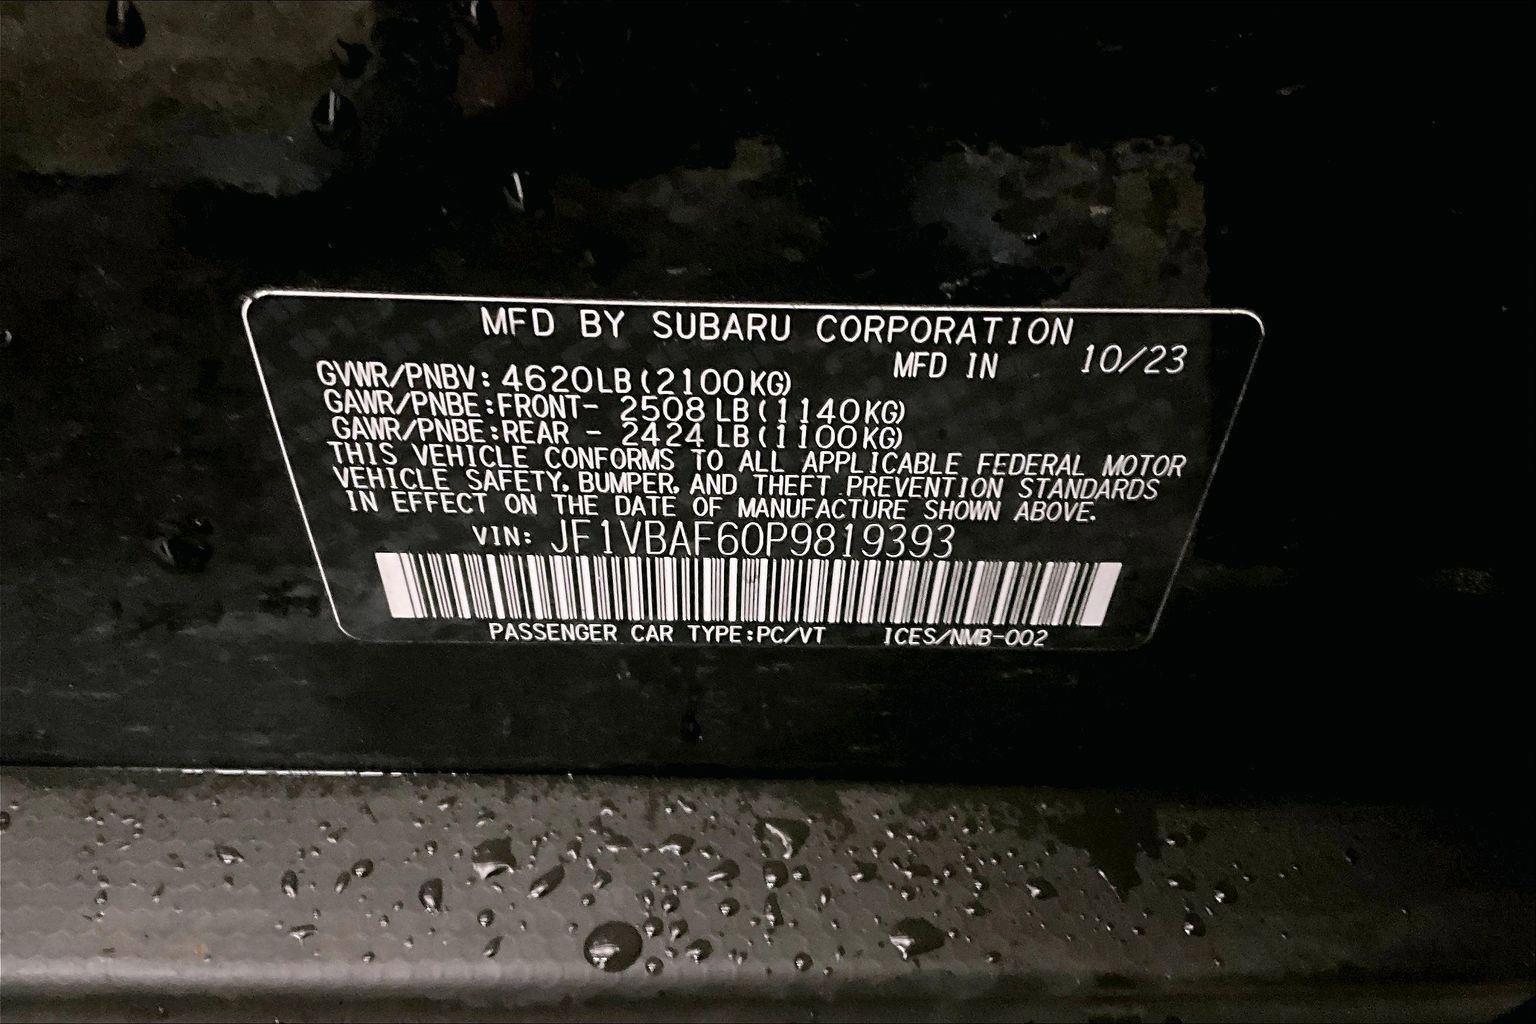 MFD BY SUBARU CORPORATION
MFD IN 10/23
GVWR/PNBV: 4620LB(2100KG)
GAWR/PNBE:FRONT- 2508 LB(1140KG)
GAWR/PNBE:REAR - 2424 LB(1100KG)
THIS VEHICLE CONFORMS TO ALL APPLICABLE FEDERAL MOTOR
VEHICLE SAFETY, BUMPER, AND THEFT PREVENTION STANDARDS
IN EFFECT ON THE DATE OF MANUFACTURE SHOWN ABOVE.
VIN: JF1VBAF60P9819393
PASSENGER CAR TYPE:PC/VT ICES/NMB-002